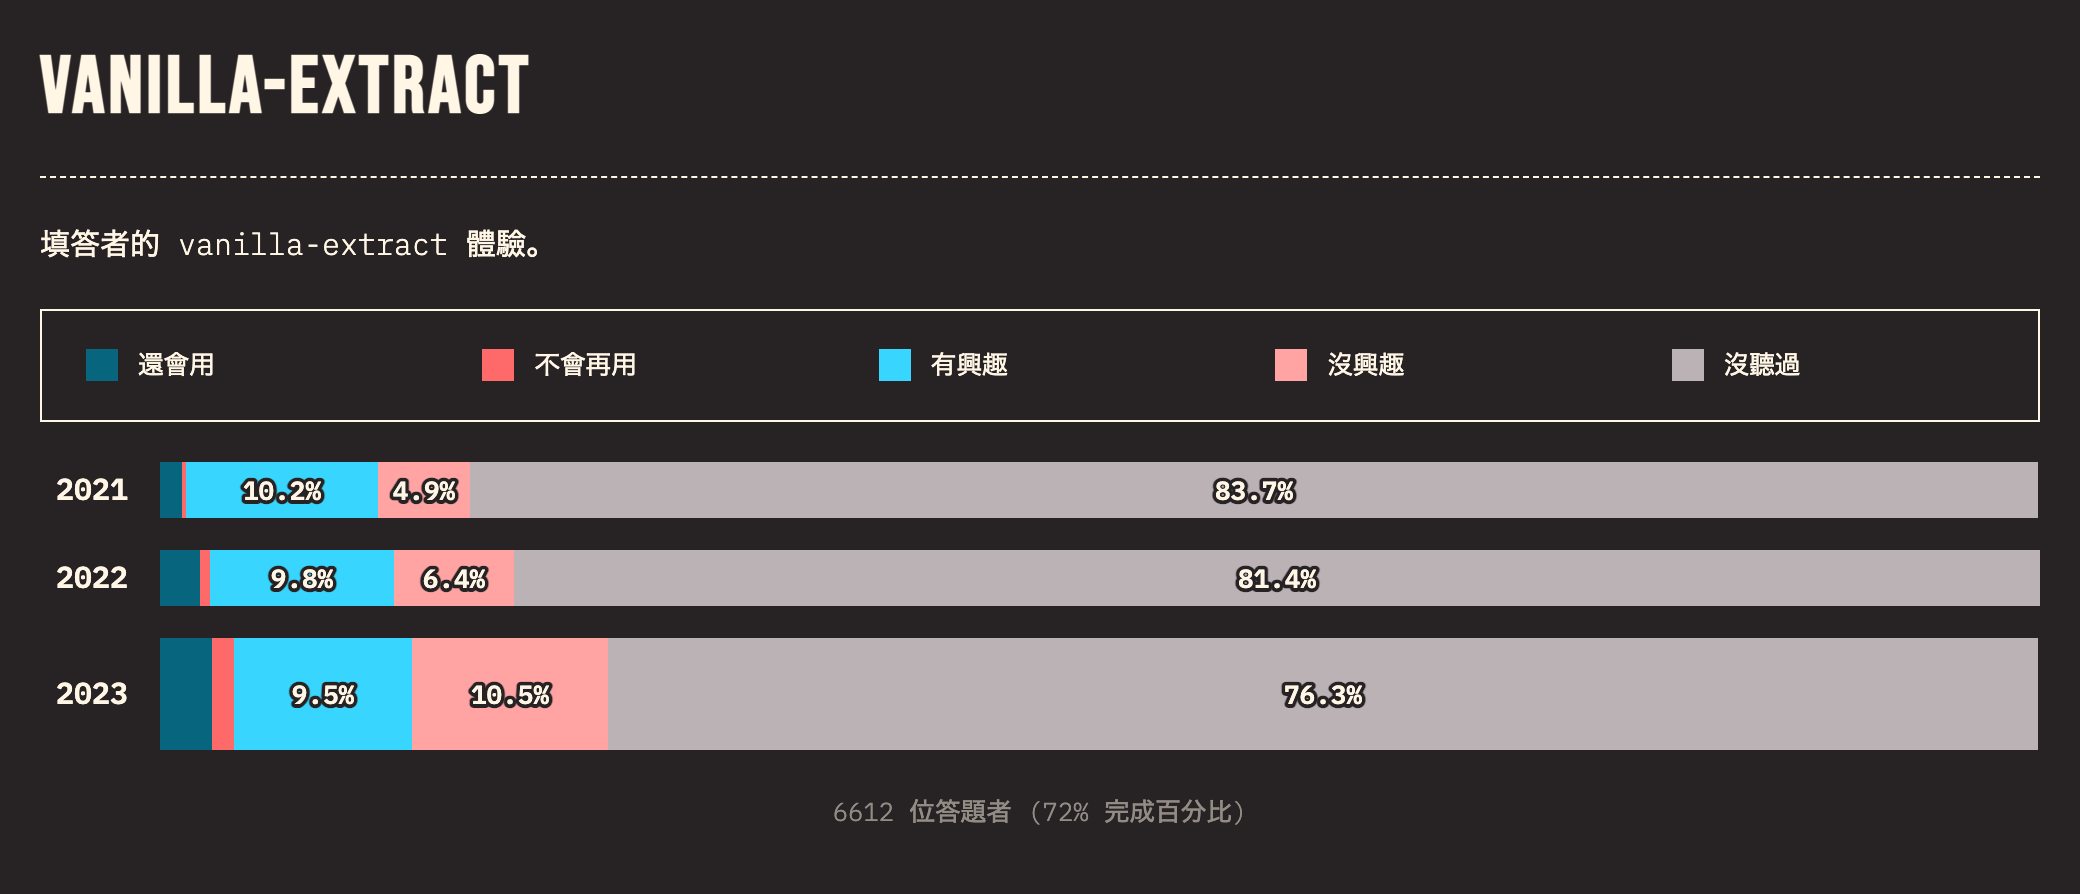 VANILLA-EXTRACT
填答者的 vanilla-extract 體驗。
還會用 不會再用 有興趣 沒興趣 沒聽過
2021 10.2% 4.9% 83.7%
2022 9.8% 6.4% 81.4%
2023 9.5% 10.5% 76.3%
6612 位答題者 (72% 完成百分比)